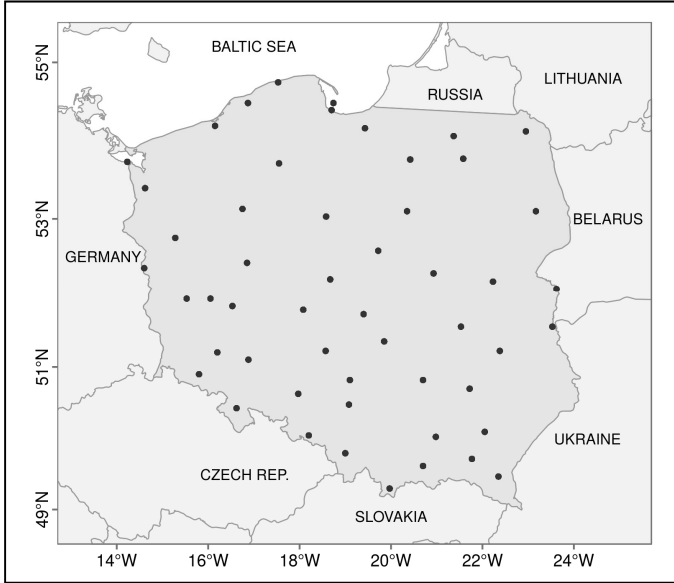 BALTIC SEA
LITHUANIA
RUSSIA
BELARUS
GERMANY
UKRAINE
CZECH REP.
SLOVAKIA
55°N
53°N
51°N
49°N
14°W
16°W
18°W
20°W
22°W
24°W